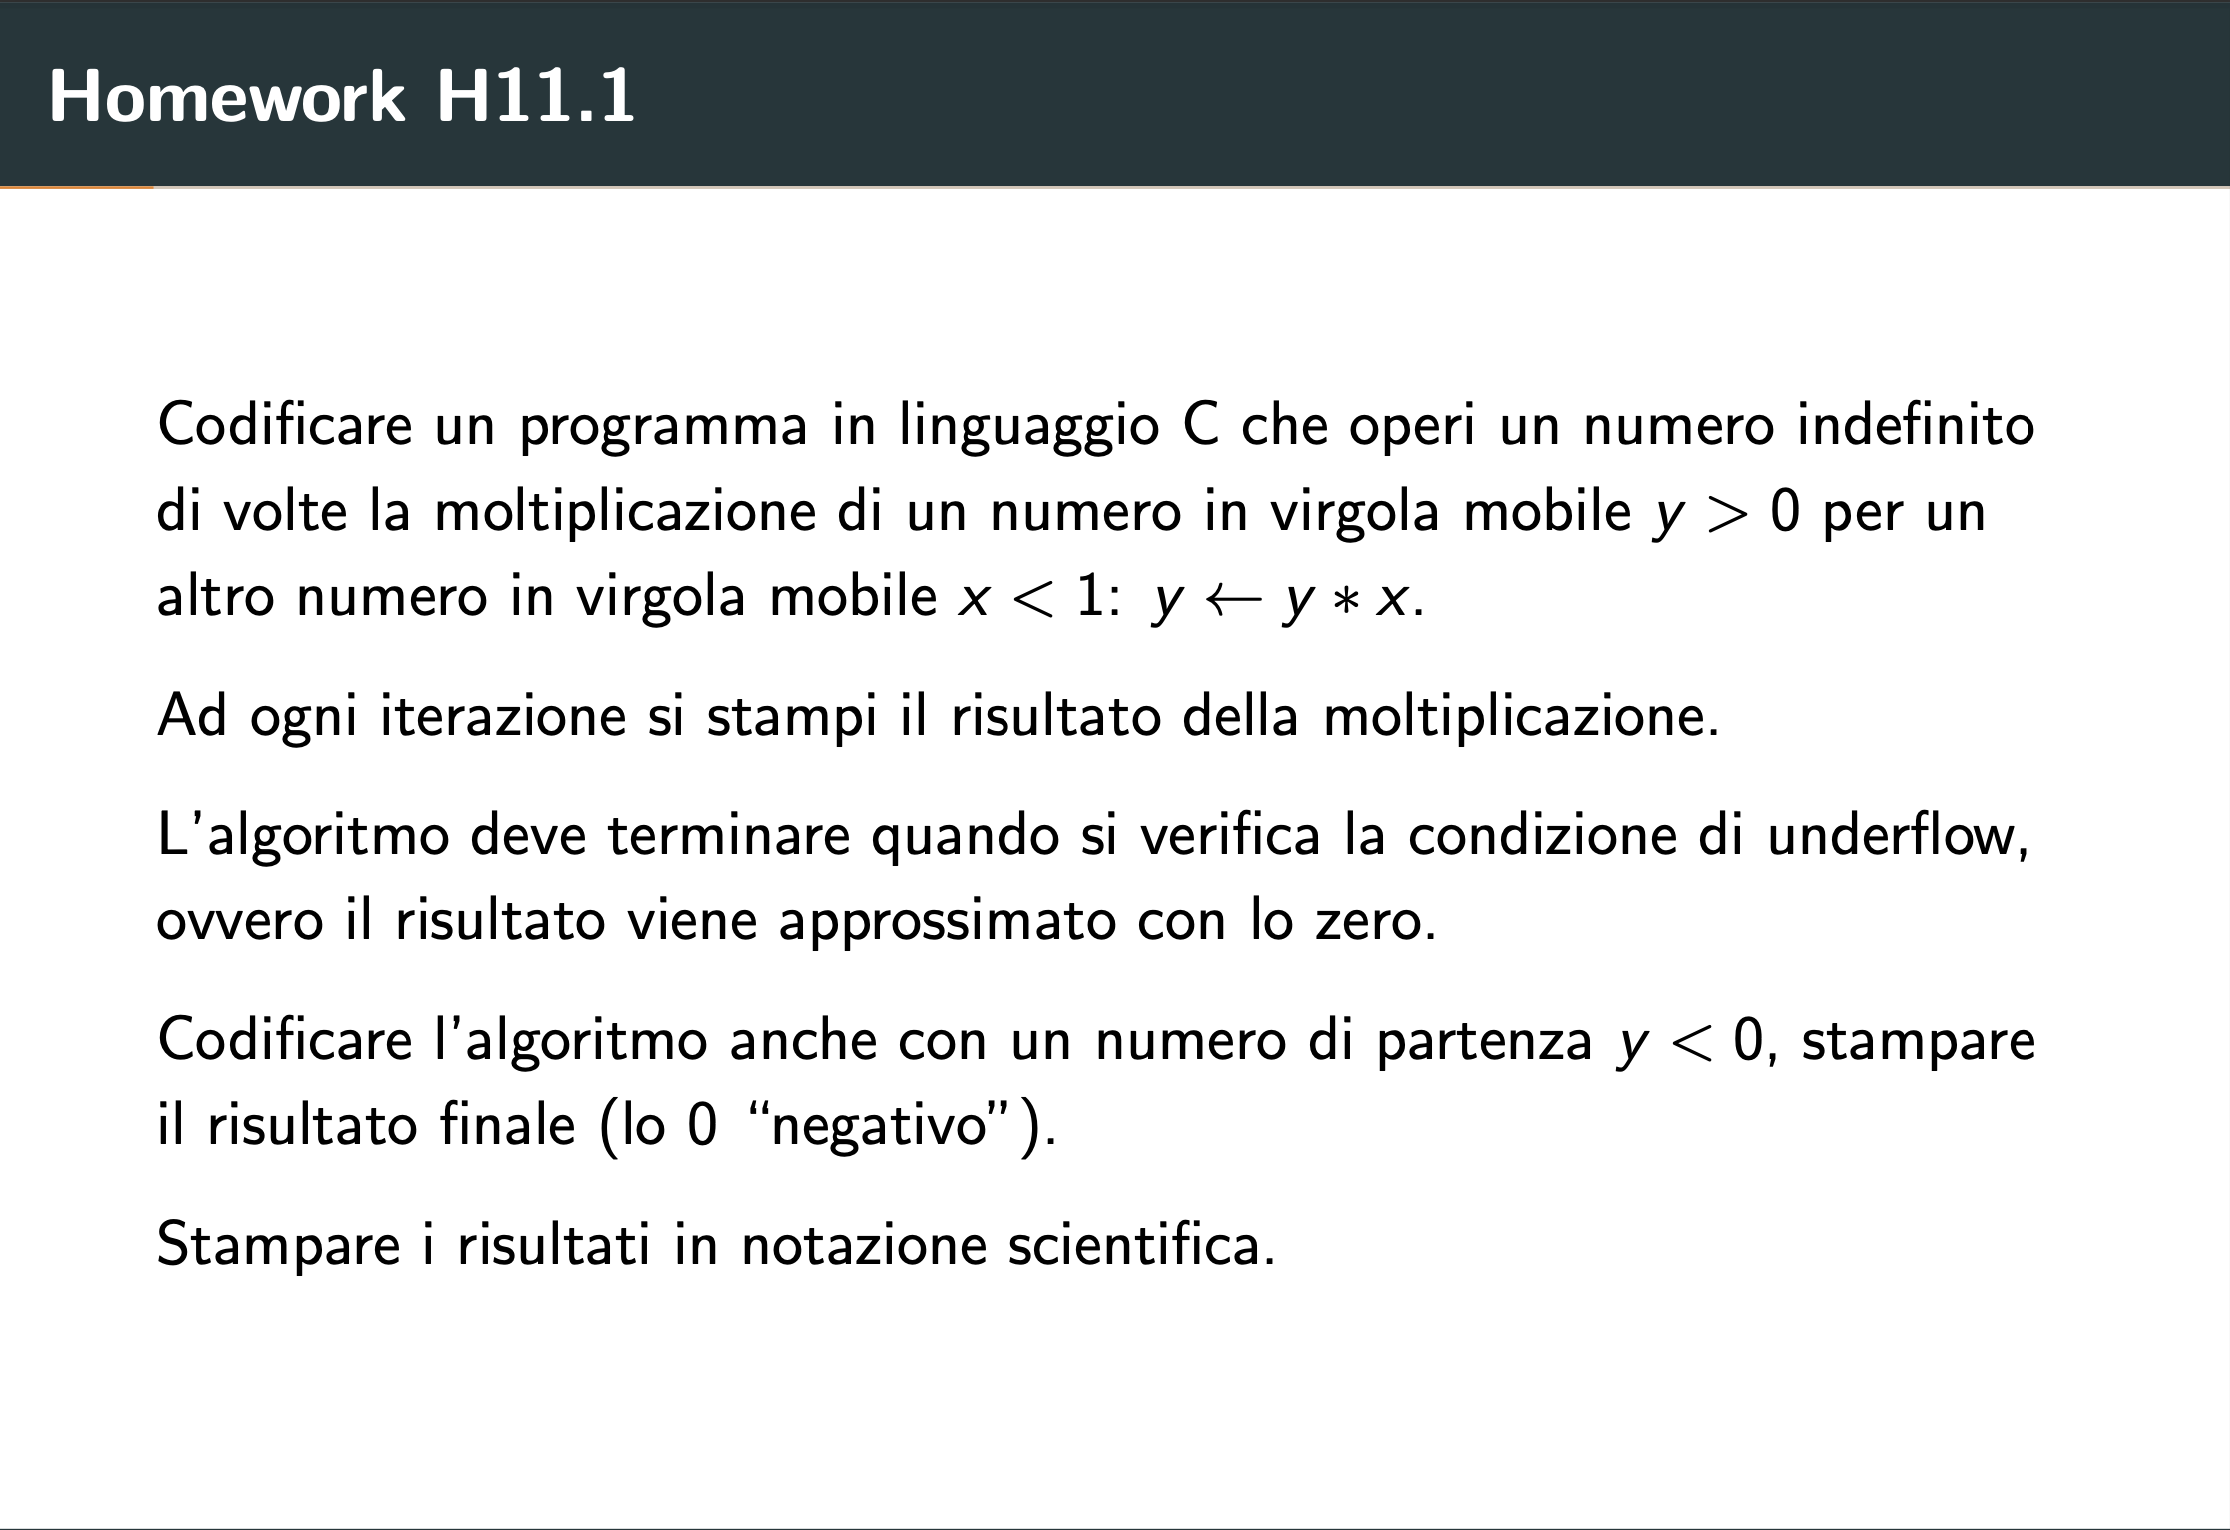 Homework H11.1
Codificare un programma in linguaggio C che operi un numero indefinito
di volte la moltiplicazione di un numero in virgola mobile y > 0 per un
altro numero in virgola mobile x < 1: y ← y ∗ x.
Ad ogni iterazione si stampi il risultato della moltiplicazione.
L'algoritmo deve terminare quando si verifica la condizione di underflow,
ovvero il risultato viene approssimato con lo zero.
Codificare l'algoritmo anche con un numero di partenza y < 0, stampare
il risultato finale (lo 0 “negativo”).
Stampare i risultati in notazione scientifica.